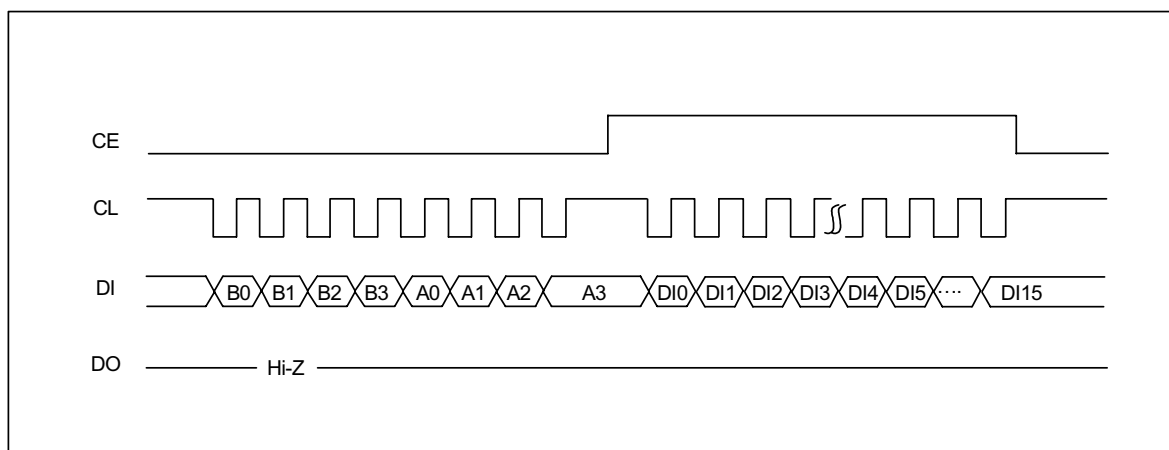 CE
CL
DI B0 B1 B2 B3 A0 A1 A2 A3 DI0 DI1 DI2 DI3 DI4 DI5 ···· DI15
DO Hi-Z